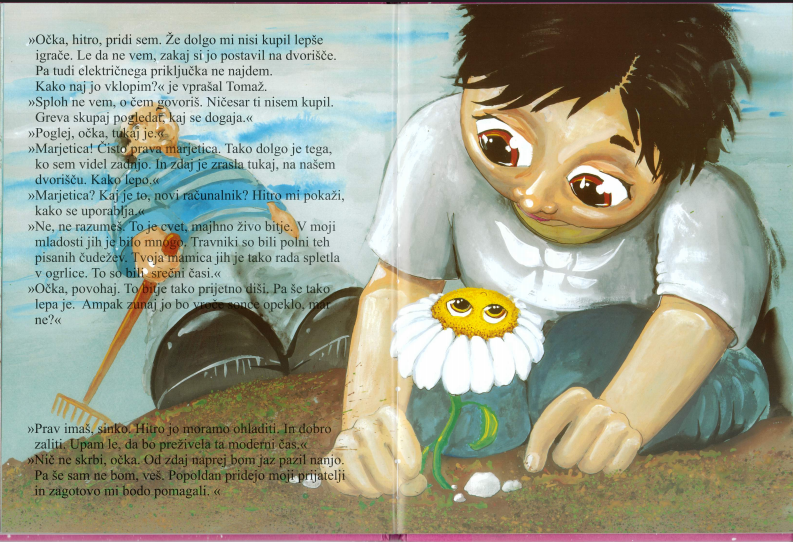 »Očka, hitro, pridi sem. Že dolgo mi nisi kupil lepše
igrače. Le da ne vem, zakaj si jo postavil na dvorišče.
Pa tudi električnega priključka ne najdem.
Kako naj jo vklopim?« je vprašal Tomaž.
»Sploh ne vem, o čem govoriš. Ničesar ti nisem kupil.
Greva skupaj pogledat, kaj se dogaja.«
»Poglej, očka, tukaj je.«
»Marjetica! Čisto prava marjetica. Tako dolgo je tega,
ko sem videl zadnjo. In zdaj je zrasla tukaj, na našem
dvorišču. Kako lepo.«
»Marjetica? Kaj je to, novi računalnik? Hitro mi pokaži,
kako se uporablja.«
»Ne, ne razumeš. To je cvet, majhno živo bitje. V moji
mladosti jih je bilo mnogo. Travniki so bili polni teh
pisanih čudežev. Tvoja mamica jih je tako rada spletla
v ogrlice. To so bili srečni časi.«
»Očka, povohaj. To bitje tako prijetno diši. Pa še tako
lepa je. Ampak zunaj jo bo vroče sonce opeklo, mar
ne?«
»Prav imaš, sinko. Hitro jo moramo ohladiti. In dobro
zaliti. Upam le, da bo preživela ta moderni čas.«
»Nič ne skrbi, očka. Od zdaj naprej bom jaz pazil nanjo.
Pa še sam ne bom, veš. Popoldan pridejo moji prijatelji
in zagotovo mi bodo pomagali. «